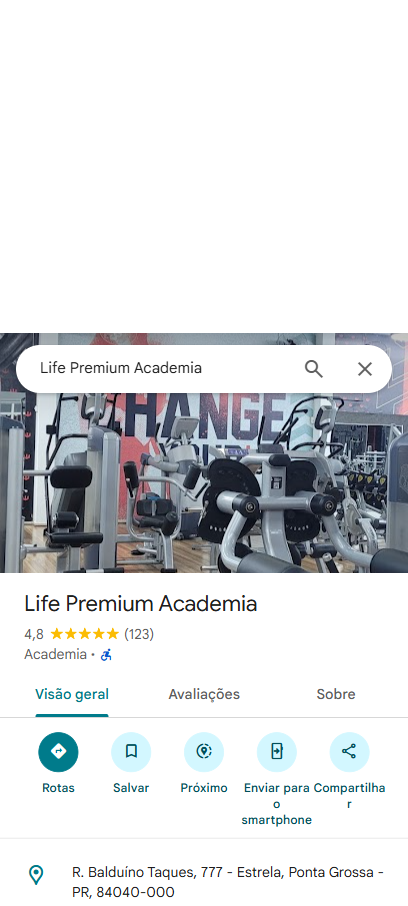 Life Premium Academia
HANGE
Life Premium Academia
4,8 (123)
Academia ·
Visão geral
Avaliações
Sobre
Rotas
Salvar
Próximo
Enviar para
o
smartphone
Compartilha
r
R. Balduíno Taques, 777 - Estrela, Ponta Grossa -
PR, 84040-000